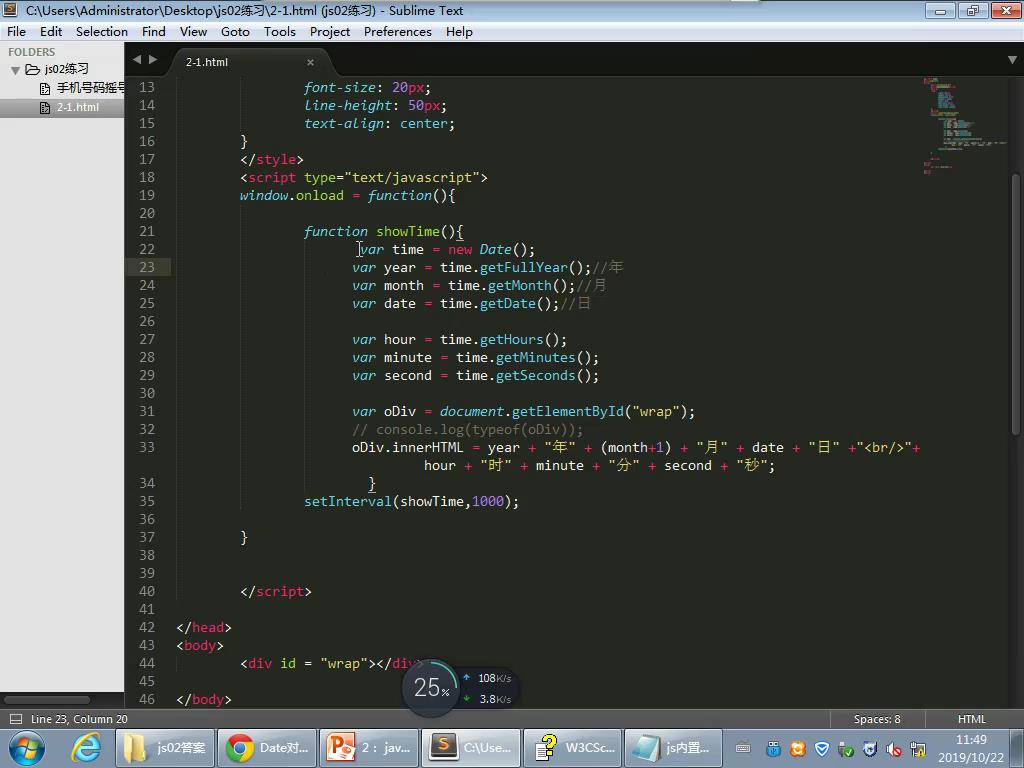 C:\Users\Administrator\Desktop\js02练习\2-1.html (js02练习) - Sublime Text
File Edit Selection Find View Goto Tools Project Preferences Help
FOLDERS
js02练习
手机号码摇号
2-1.html
2-1.html
13 font-size: 20px;
14 line-height: 50px;
15 text-align: center;
16 }
17 </style>
18 <script type="text/javascript">
19 window.onload = function(){
20
21 function showTime(){
22 var time = new Date();
23 var year = time.getFullYear();//年
24 var month = time.getMonth();//月
25 var date = time.getDate();//日
26
27 var hour = time.getHours();
28 var minute = time.getMinutes();
29 var second = time.getSeconds();
30
31 var oDiv = document.getElementById("wrap");
32 // console.log(typeof(oDiv));
33 oDiv.innerHTML = year + "年" + (month+1) + "月" + date + "日" +"<br/>"+
hour + "时" + minute + "分" + second + "秒";
34 }
35 setInterval(showTime,1000);
36
37 }
38
39
40 </script>
41
42 </head>
43 <body>
44 <div id = "wrap"></div>
45
46 </body>
25%
108K/s
3.8K/s
Line 23, Column 20 Spaces: 8 HTML
js02答案 Date对... 2：jav... C:\Use... W3CSc... js内置...
11:49
2019/10/22